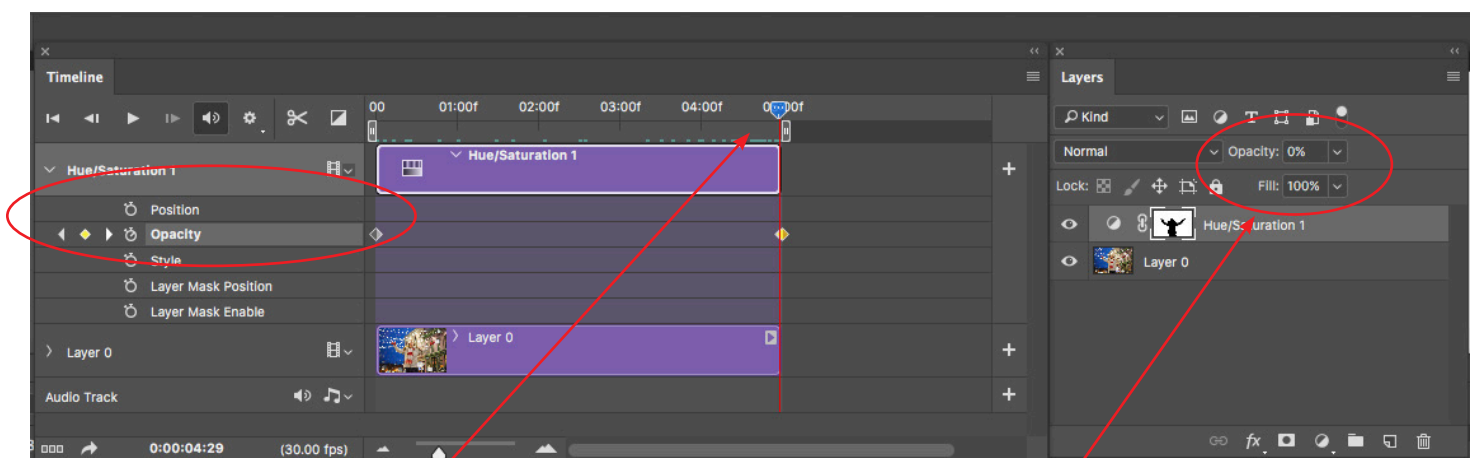 Timeline
00 01:00f 02:00f 03:00f 04:00f 00f
Hue/Saturation 1
Hue/Saturation 1
Position
Opacity
Style
Layer Mask Position
Layer Mask Enable
Layer 0
Layer 0
Audio Track
0:00:04:29 (30.00 fps)
Layers
Kind
Normal Opacity: 0%
Lock: Fill: 100%
Hue/Saturation 1
Layer 0
fx